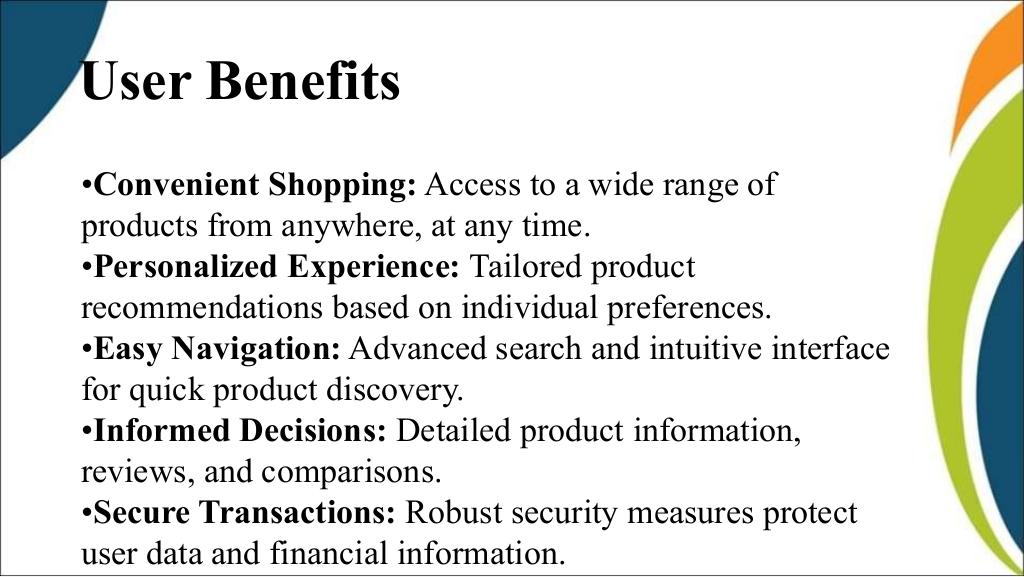 User Benefits
•Convenient Shopping: Access to a wide range of
products from anywhere, at any time.
•Personalized Experience: Tailored product
recommendations based on individual preferences.
•Easy Navigation: Advanced search and intuitive interface
for quick product discovery.
•Informed Decisions: Detailed product information,
reviews, and comparisons.
•Secure Transactions: Robust security measures protect
user data and financial information.